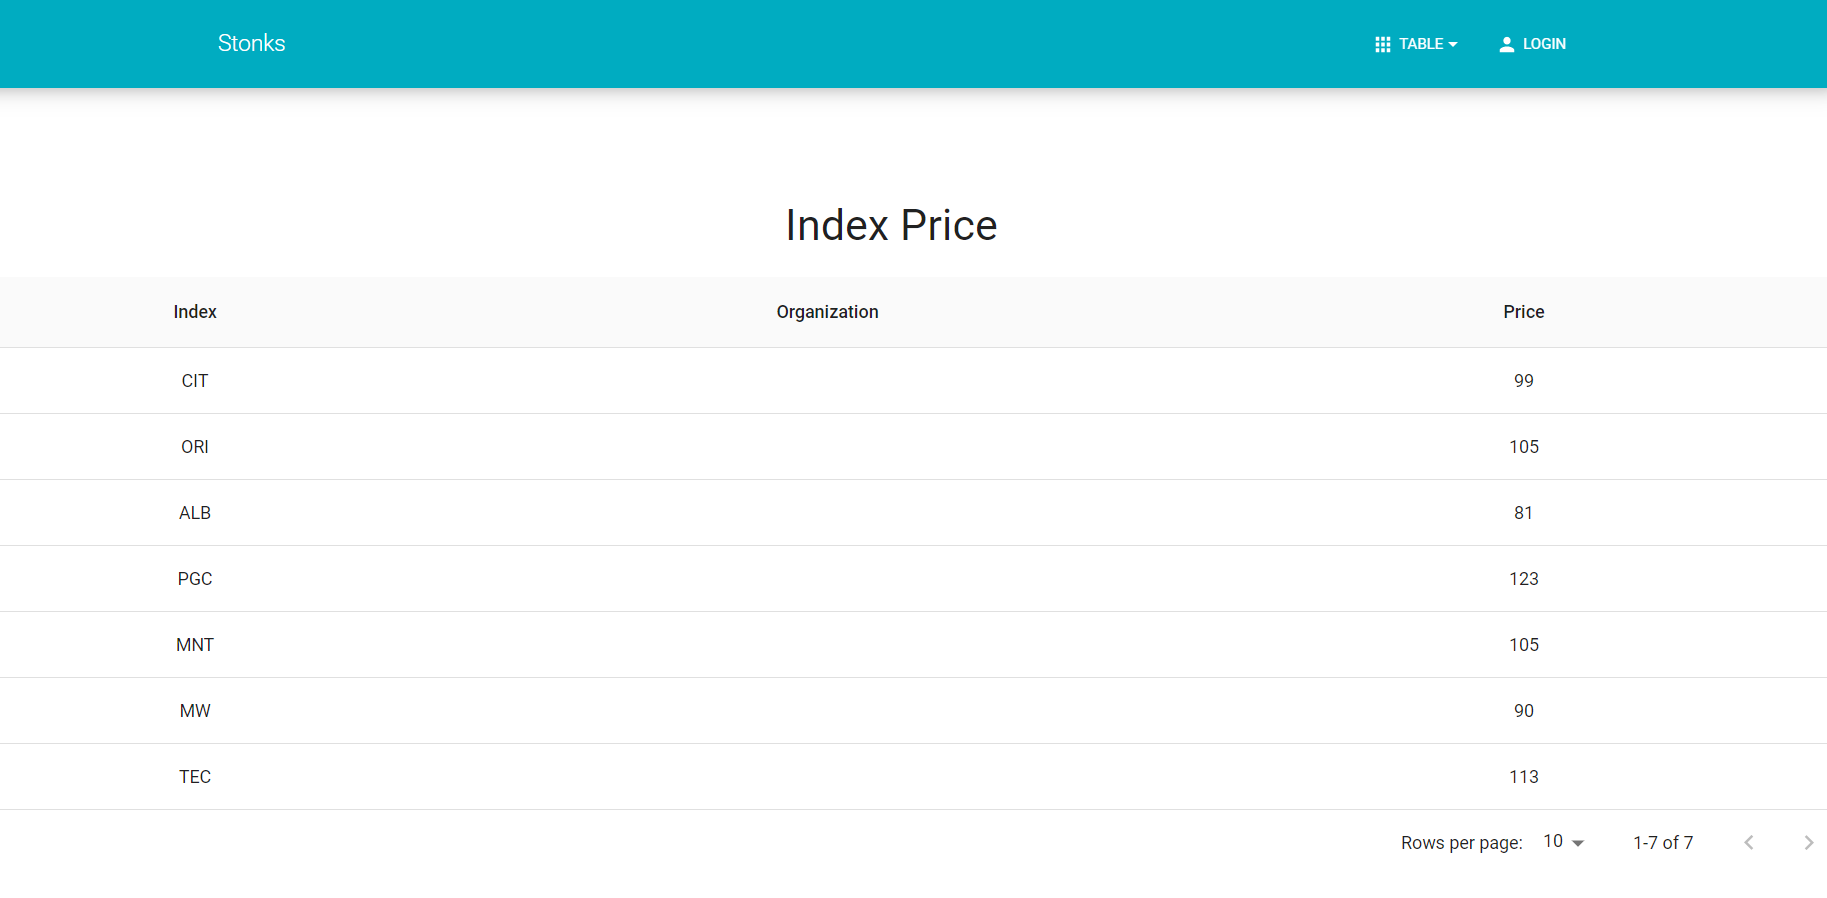 Stonks TABLE LOGIN
Index Price
Index Organization Price
CIT 99
ORI 105
ALB 81
PGC 123
MNT 105
MW 90
TEC 113
Rows per page: 10 1-7 of 7